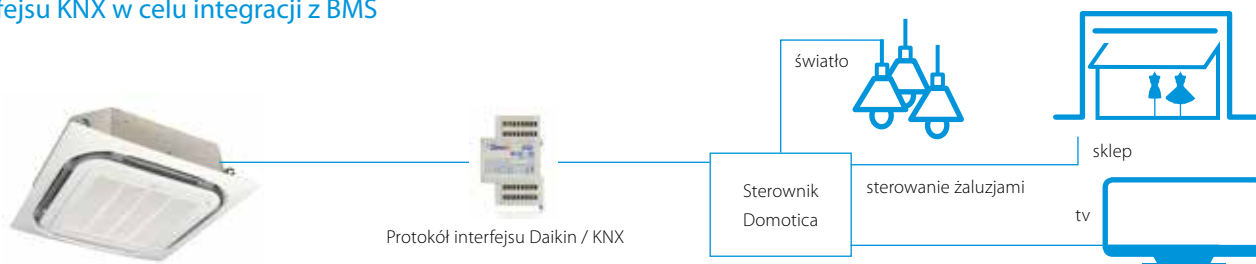 fejsu KNX w celu integracji z BMS
światło
sklep
Sterownik
Domotica
sterowanie żaluzjami
tv
Protokół interfejsu Daikin / KNX